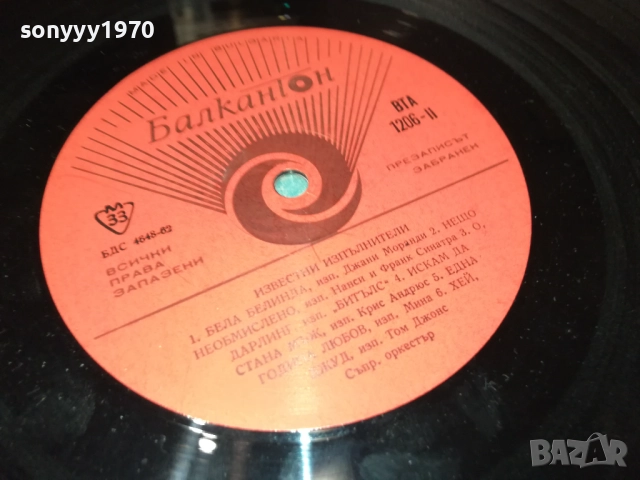 sonyyy1970
Балкантон
ВТА
1206-II
ПРЕЗАПИСЪТ
ЗАБРАНЕН
М
33
БДС 4645-62
ВСИЧКИ
ПРАВА
ЗАПАЗЕНИ
ИЗВЕСТНИ ИЗПЪЛНИТЕЛИ
1. БЕЛА БЕЛИНДА, изп. Джани Моранди 2. НЕЩО
НЕОБМИСЛЕНО, изп. Нанси и Франк Синатра 3. О,
ДАРЛИНГ, изп. „БИТЪЛС" 4. ИСКАМ ДА
СТАНА МЪЖ, изп. Крис Андрюс 5. ЕДНА
ГОДИНА ЛЮБОВ, изп. Мина 6. ХЕЙ,
ДЖУД, изп. Том Джонс
Съпр. оркестър
BAZAR